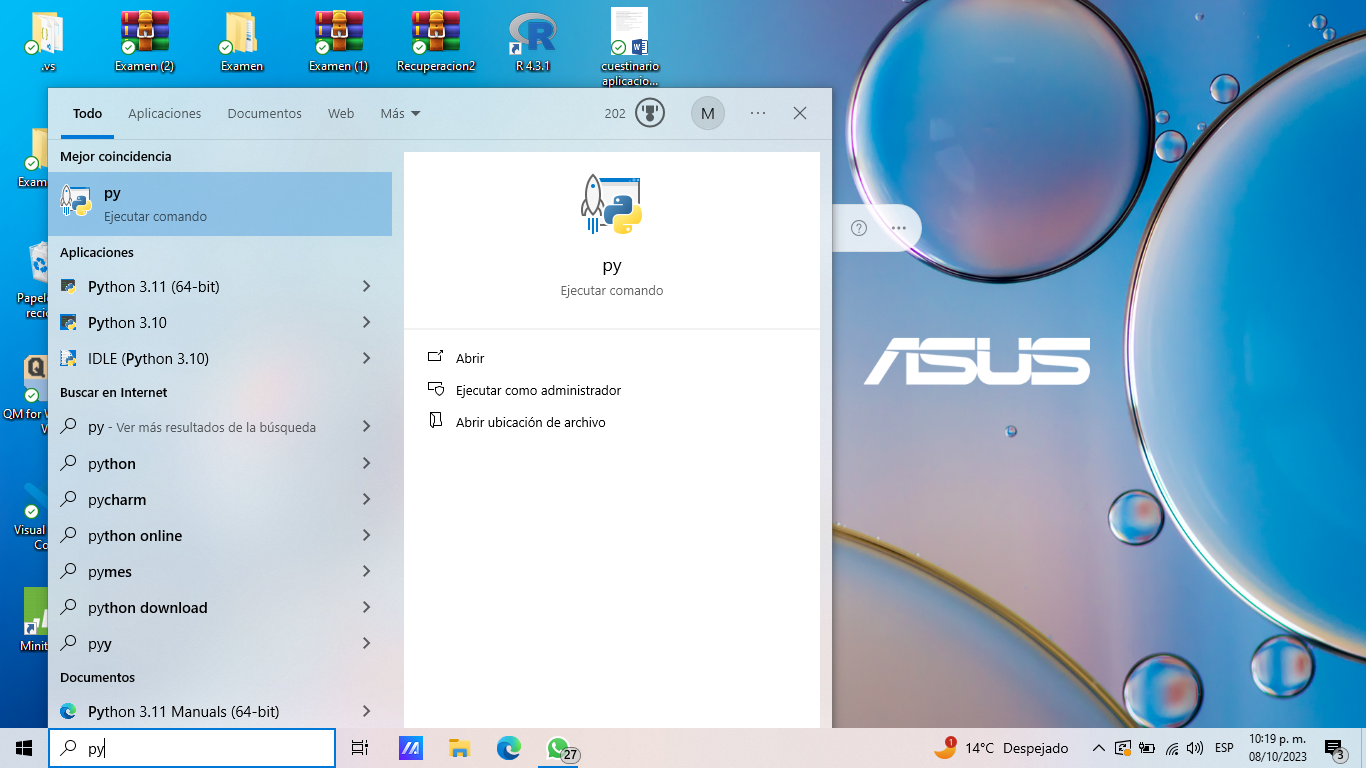 .vs
Examen (2)
Examen
Examen (1)
Recuperacion2
R 4.3.1
cuestinario
aplicacio...
Todo
Aplicaciones
Documentos
Web
Más
202
M
Mejor coincidencia
py
Ejecutar comando
Aplicaciones
Python 3.11 (64-bit)
Python 3.10
IDLE (Python 3.10)
Buscar en Internet
py - Ver más resultados de la búsqueda
python
pycharm
python online
pymes
python download
pyy
Documentos
Python 3.11 Manuals (64-bit)
py
Ejecutar comando
Abrir
Ejecutar como administrador
Abrir ubicación de archivo
Exame
Papele
reci
QM for W
V
Visual
Co
Minit
ASUS
py
27
1
14°C Despejado
ESP
10:19 p. m.
08/10/2023
3